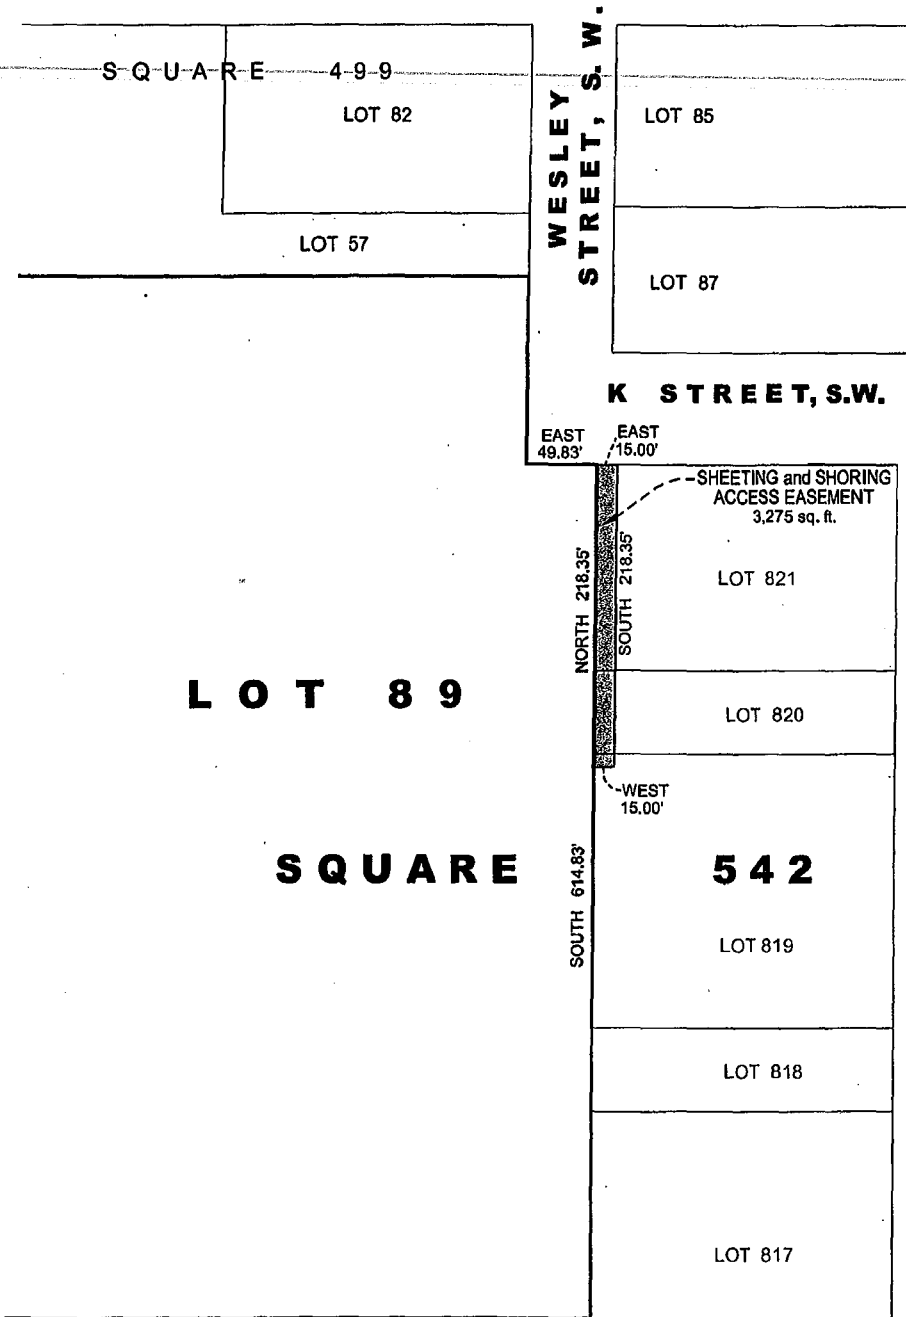 SQUARE 499
LOT 82
WESLEY
STREET, S.W.
LOT 85
LOT 57
LOT 87
K STREET, S.W.
EAST
49.83'
EAST
15.00'
SHEETING and SHORING
ACCESS EASEMENT
3,275 sq. ft.
NORTH 218.35'
SOUTH 218.35'
LOT 821
LOT 89
LOT 820
WEST
15.00'
SQUARE 542
SOUTH 614.83'
LOT 819
LOT 818
LOT 817